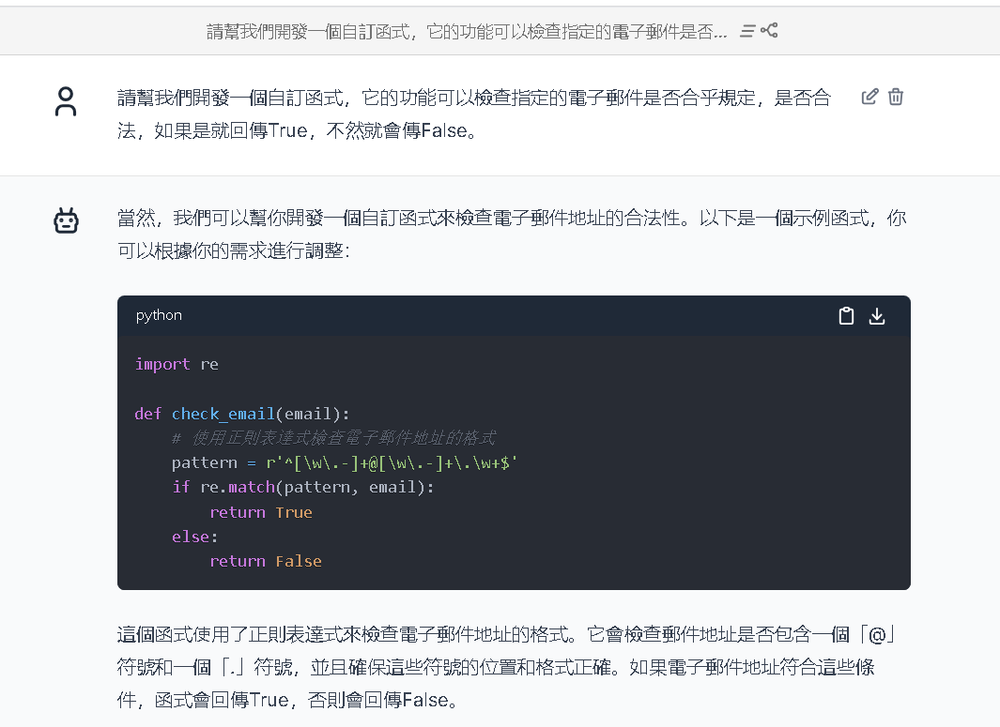 請幫我們開發一個自訂函式，它的功能可以檢查指定的電子郵件是否...
請幫我們開發一個自訂函式，它的功能可以檢查指定的電子郵件是否合乎規定，是否合
法，如果是就回傳True，不然就會傳False。
當然，我們可以幫你開發一個自訂函式來檢查電子郵件地址的合法性。以下是一個示例函式，你
可以根據你的需求進行調整：
python
import re
def check_email(email):
    # 使用正則表達式檢查電子郵件地址的格式
    pattern = r'^[\w\.-]+@[\w\.-]+\.\w+$'
    if re.match(pattern, email):
        return True
    else:
        return False
這個函式使用了正則表達式來檢查電子郵件地址的格式。它會檢查郵件地址是否包含一個「@」
符號和一個「.」符號，並且確保這些符號的位置和格式正確。如果電子郵件地址符合這些條
件，函式會回傳True，否則會回傳False。